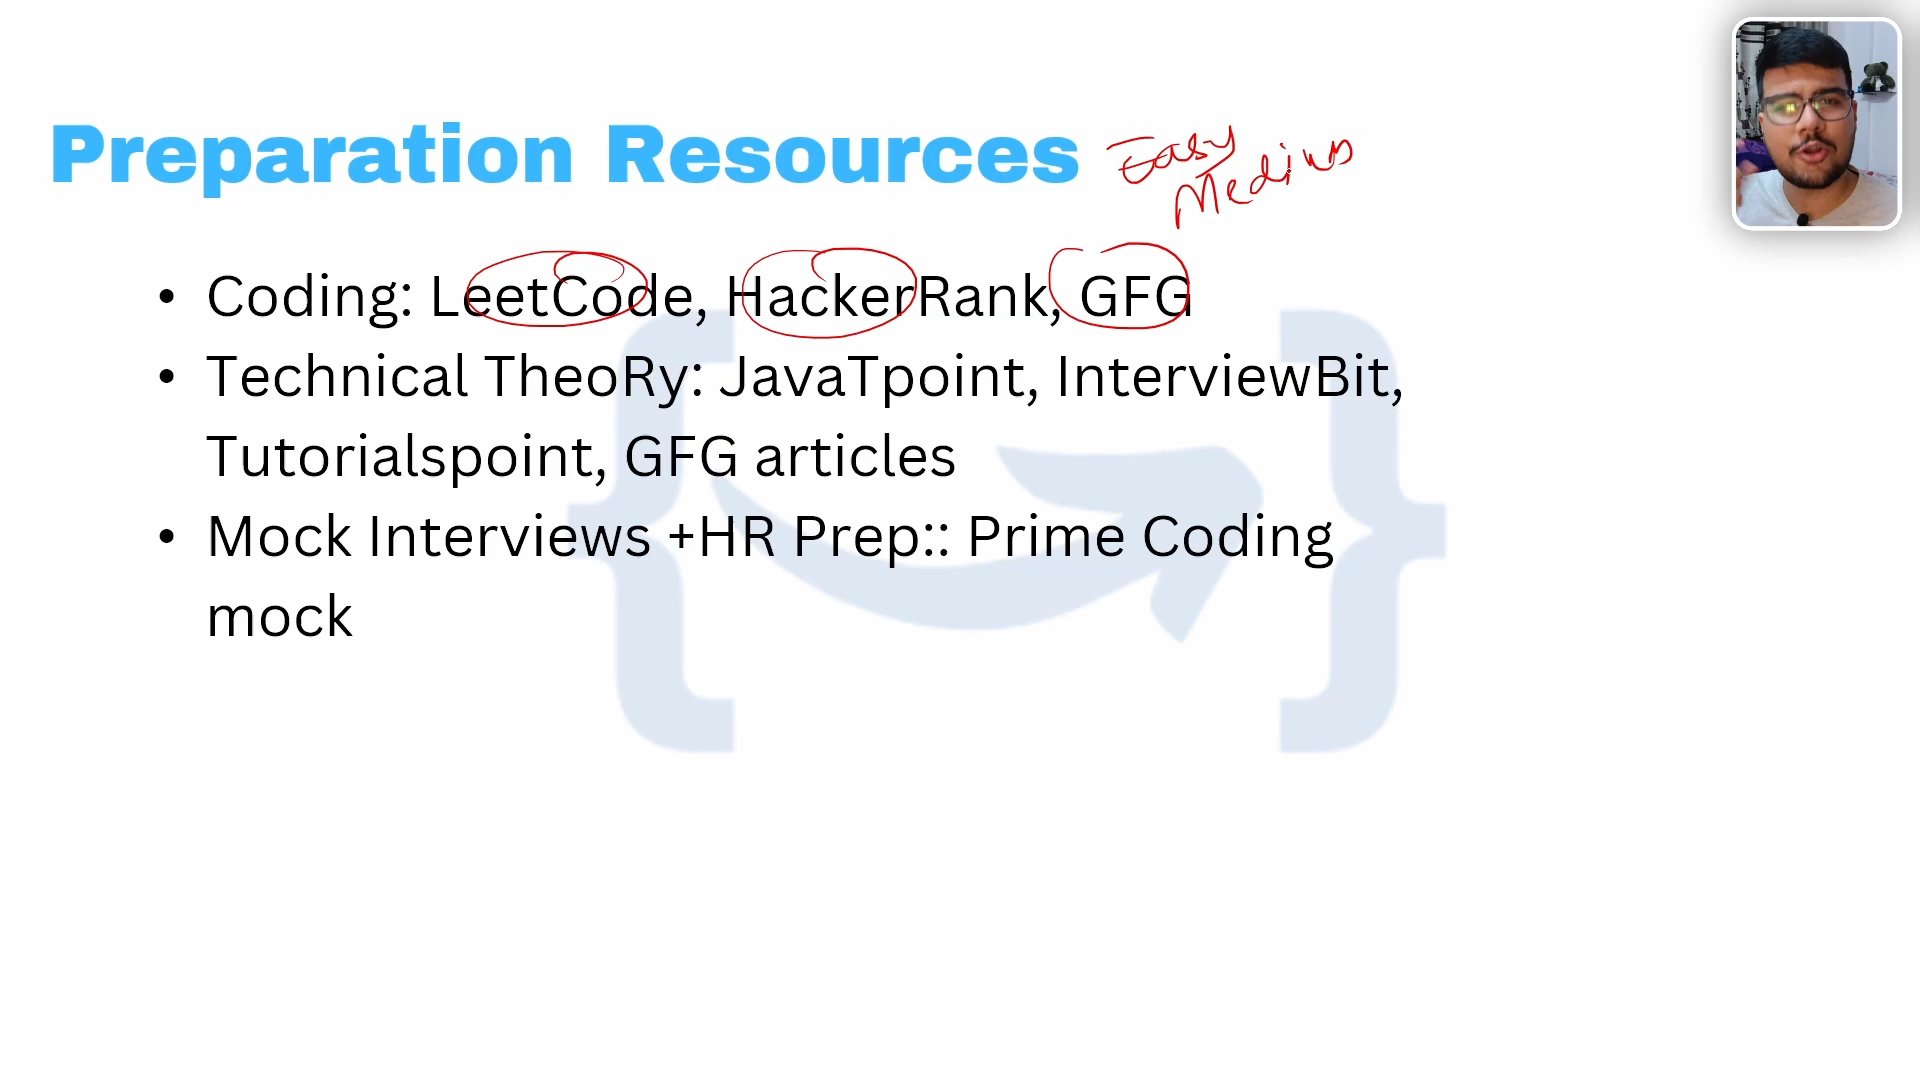 Preparation Resources
Easy
Medium
• Coding: LeetCode, HackerRank, GFG
• Technical TheoRy: JavaTpoint, InterviewBit,
Tutorialspoint, GFG articles
• Mock Interviews +HR Prep:: Prime Coding
mock